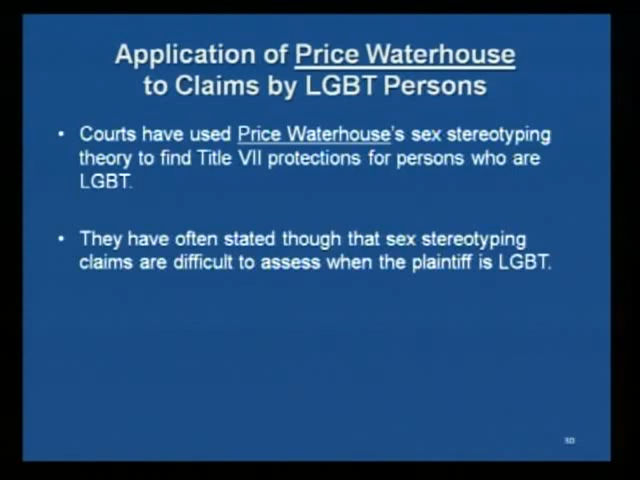 Application of Price Waterhouse
to Claims by LGBT Persons
• Courts have used Price Waterhouse's sex stereotyping
theory to find Title VII protections for persons who are
LGBT.
• They have often stated though that sex stereotyping
claims are difficult to assess when the plaintiff is LGBT.
30